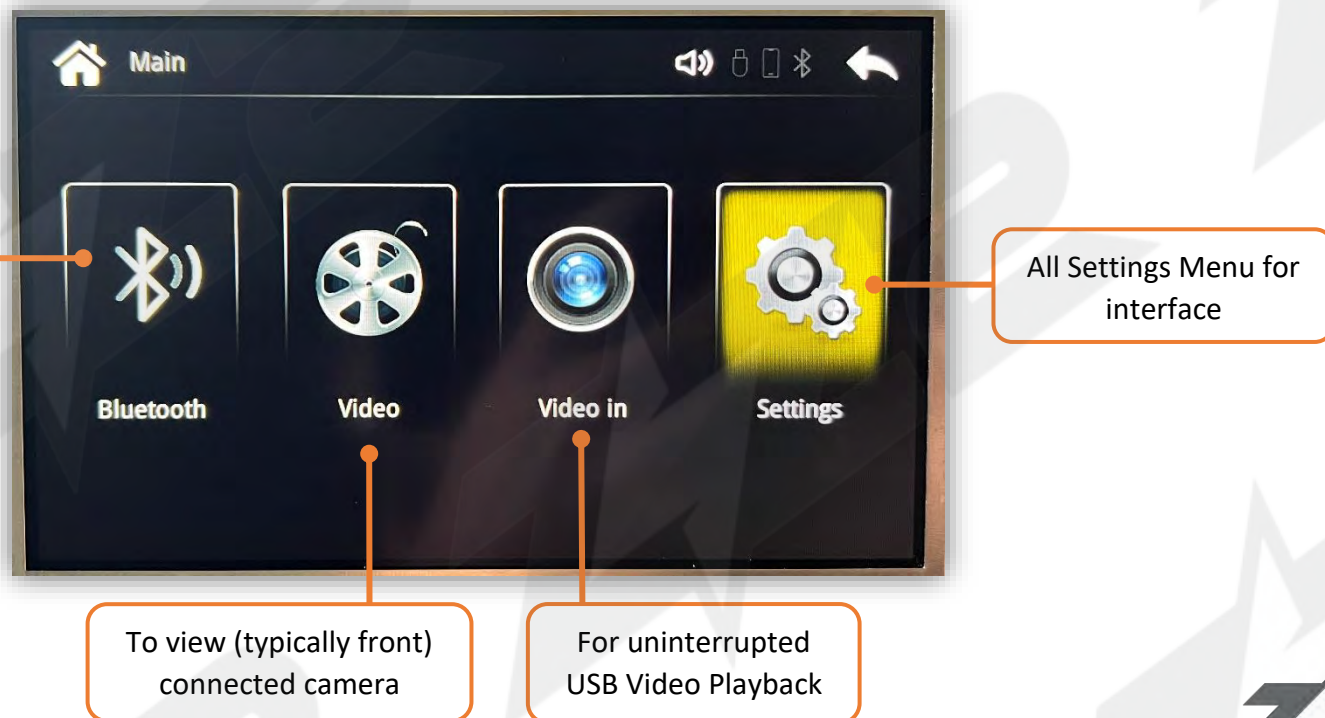 Main
Bluetooth
Video
Video in
Settings
All Settings Menu for
interface
To view (typically front)
connected camera
For uninterrupted
USB Video Playback